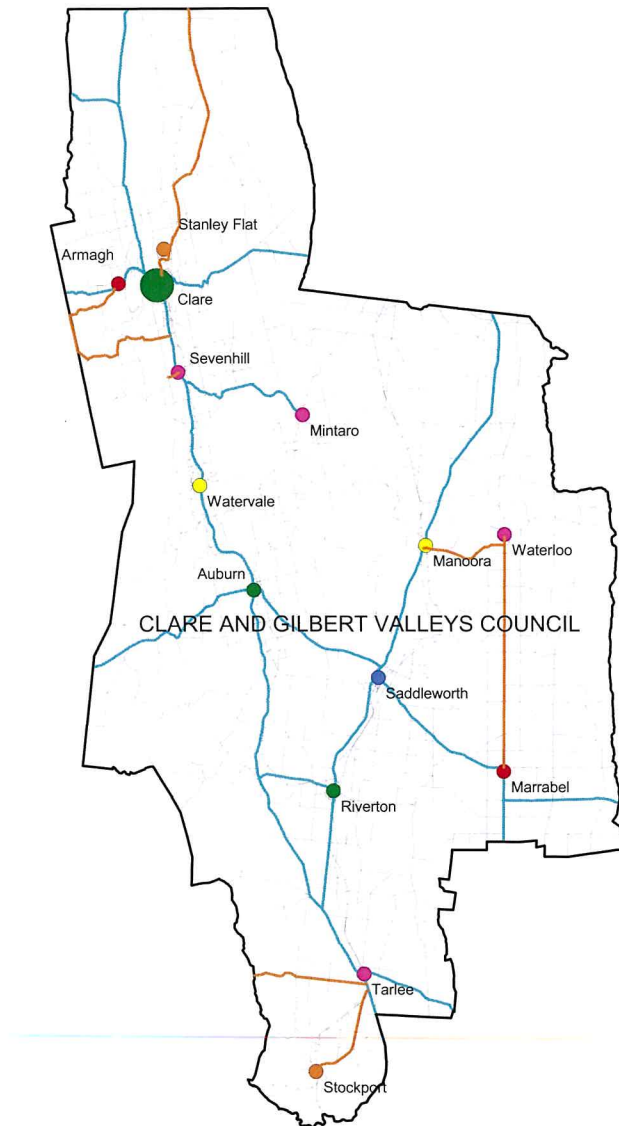 Stanley Flat
Armagh
Clare
Sevenhill
Mintaro
Watervale
Waterloo
Manoora
Auburn
CLARE AND GILBERT VALLEYS COUNCIL
Saddleworth
Marrabel
Riverton
Tarlee
Stockport